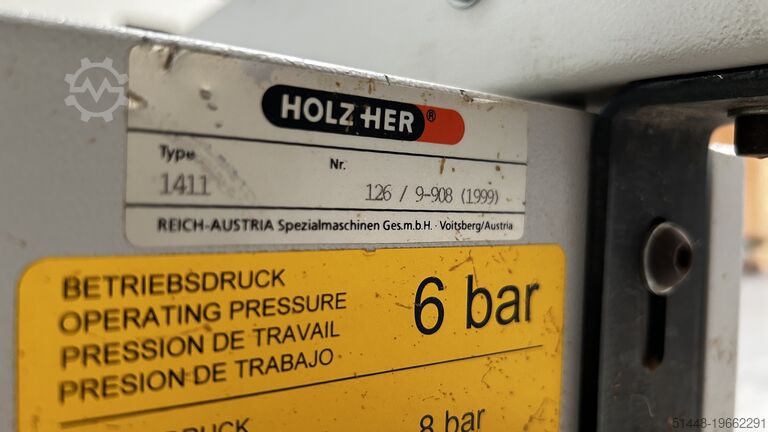 HOLZ-HER®
Type
Nr.
1411
126 / 9-908 (1999)
REICH-AUSTRIA Spezialmaschinen Ges.m.b.H. · Voitsberg/Austria
BETRIEBSDRUCK
OPERATING PRESSURE
PRESSION DE TRAVAIL
PRESION DE TRABAJO
6 bar
8 bar
51448-19662291